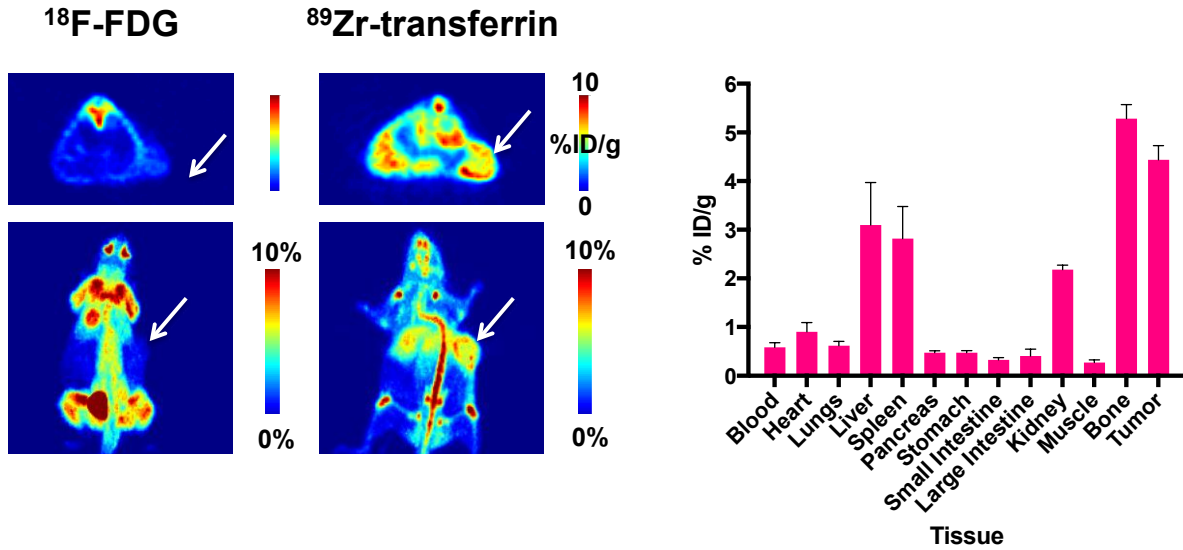 ¹⁸F-FDG
⁸⁹Zr-transferrin
10
%ID/g
0
10%
0%
10%
0%
6
5
4
3
2
1
0
% ID/g
Blood
Heart
Lungs
Liver
Spleen
Pancreas
Stomach
Small Intestine
Large Intestine
Kidney
Muscle
Bone
Tumor
Tissue